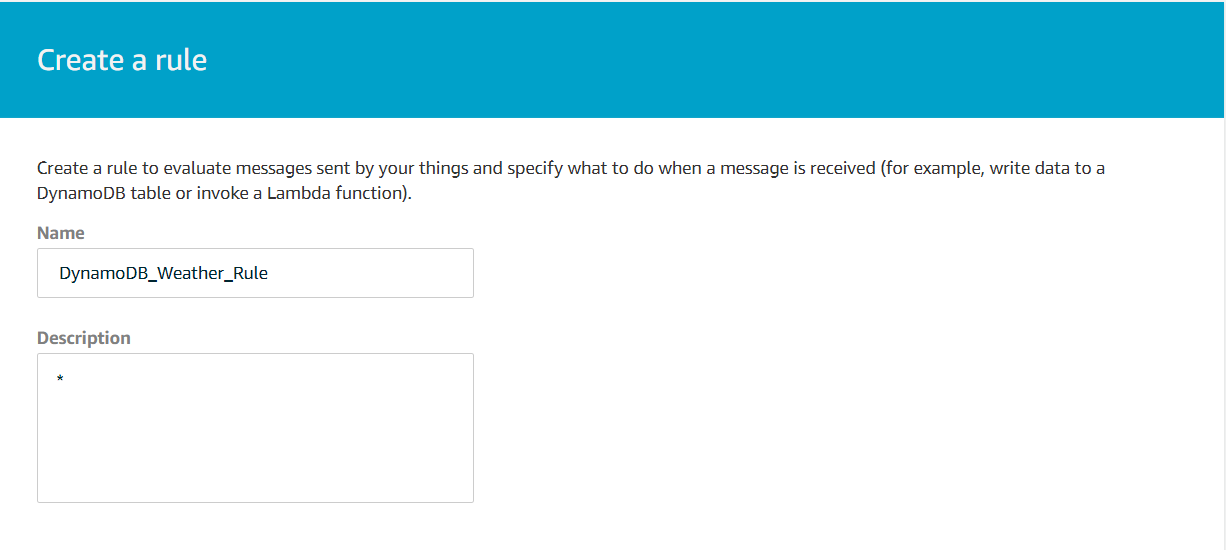 Create a rule
Create a rule to evaluate messages sent by your things and specify what to do when a message is received (for example, write data to a
DynamoDB table or invoke a Lambda function).
Name
DynamoDB_Weather_Rule
Description
*